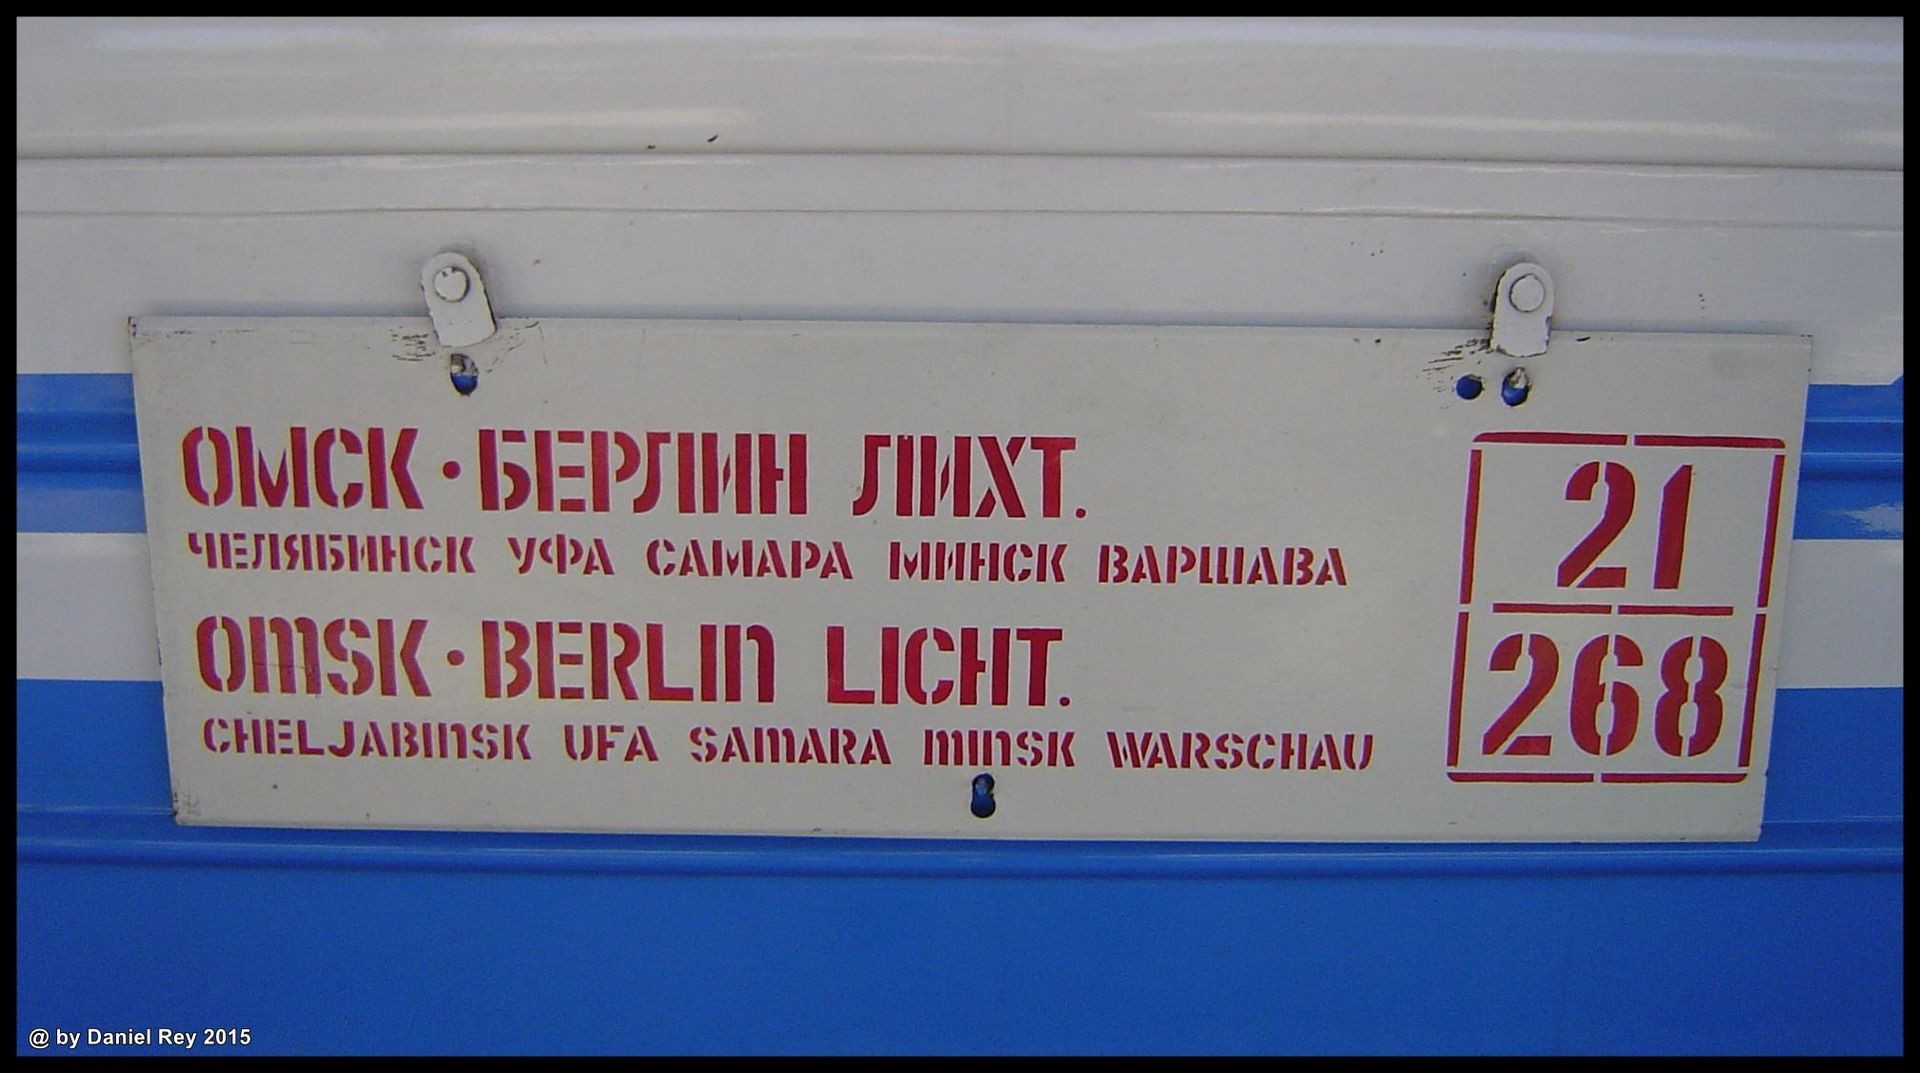 ОМСК · БЕРЛИН ЛИХТ.
ЧЕЛЯБИНСК УФА САМАРА МИНСК ВАРШАВА
OMSK · BERLIN LICHT.
CHELJABINSK UFA SAMARA MINSK WARSCHAU
21
268
@ by Daniel Rey 2015